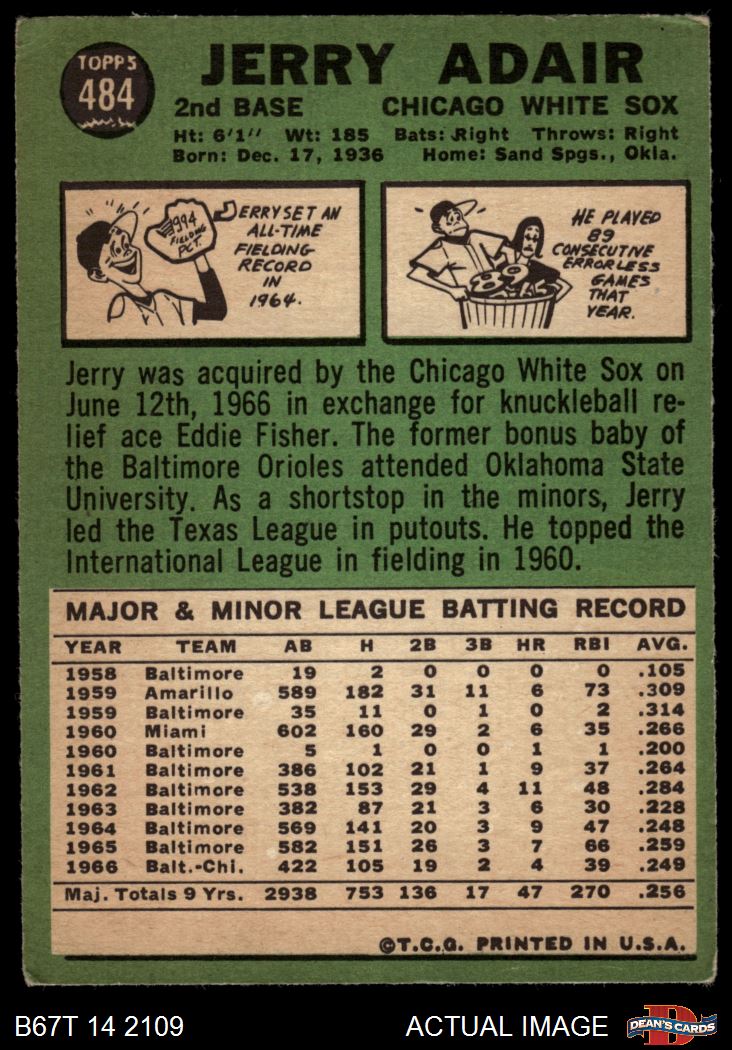 TOPPS
484
JERRY ADAIR
2nd BASE CHICAGO WHITE SOX
Ht: 6'1" Wt: 185 Bats: Right Throws: Right
Born: Dec. 17, 1936 Home: Sand Spgs., Okla.
.994
FIELDING
PCT.
JERRY SET AN
ALL-TIME
FIELDING
RECORD
IN
1964.
HE PLAYED
89
CONSECUTIVE
ERRORLESS
GAMES
THAT
YEAR.
Jerry was acquired by the Chicago White Sox on
June 12th, 1966 in exchange for knuckleball re-
lief ace Eddie Fisher. The former bonus baby of
the Baltimore Orioles attended Oklahoma State
University. As a shortstop in the minors, Jerry
led the Texas League in putouts. He topped the
International League in fielding in 1960.
MAJOR & MINOR LEAGUE BATTING RECORD
YEAR TEAM AB H 2B 3B HR RBI AVG.
1958 Baltimore 19 2 0 0 0 0 .105
1959 Amarillo 589 182 31 11 6 73 .309
1959 Baltimore 35 11 0 1 0 2 .314
1960 Miami 602 160 29 2 6 35 .266
1960 Baltimore 5 1 0 0 1 1 .200
1961 Baltimore 386 102 21 1 9 37 .264
1962 Baltimore 538 153 29 4 11 48 .284
1963 Baltimore 382 87 21 3 6 30 .228
1964 Baltimore 569 141 20 3 9 47 .248
1965 Baltimore 582 151 26 3 7 66 .259
1966 Balt.-Chi. 422 105 19 2 4 39 .249
Maj. Totals 9 Yrs. 2938 753 136 17 47 270 .256
©T.C.G. PRINTED IN U.S.A.
B67T 14 2109 ACTUAL IMAGE
D
DEAN'S CARDS